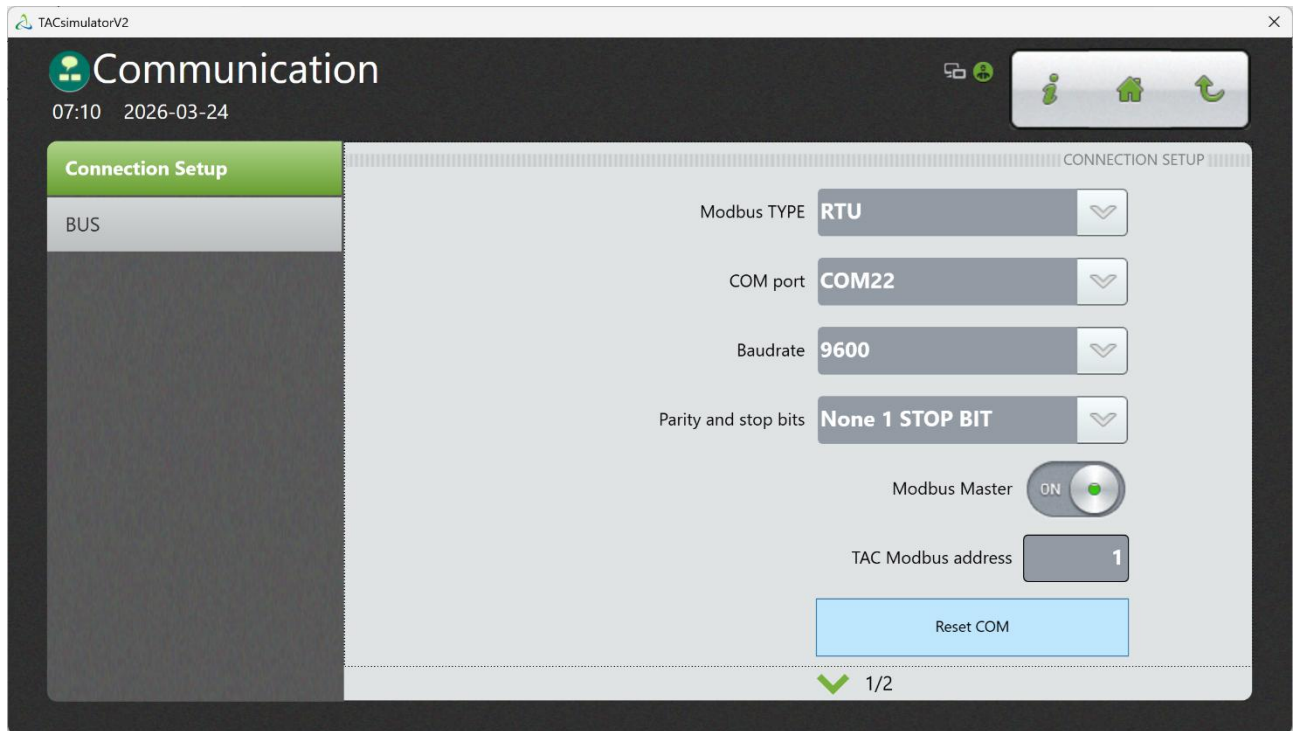 TACsimulatorV2
Communication
07:10 2026-03-24
Connection Setup
BUS
CONNECTION SETUP
Modbus TYPE RTU
COM port COM22
Baudrate 9600
Parity and stop bits None 1 STOP BIT
Modbus Master ON
TAC Modbus address 1
Reset COM
1/2